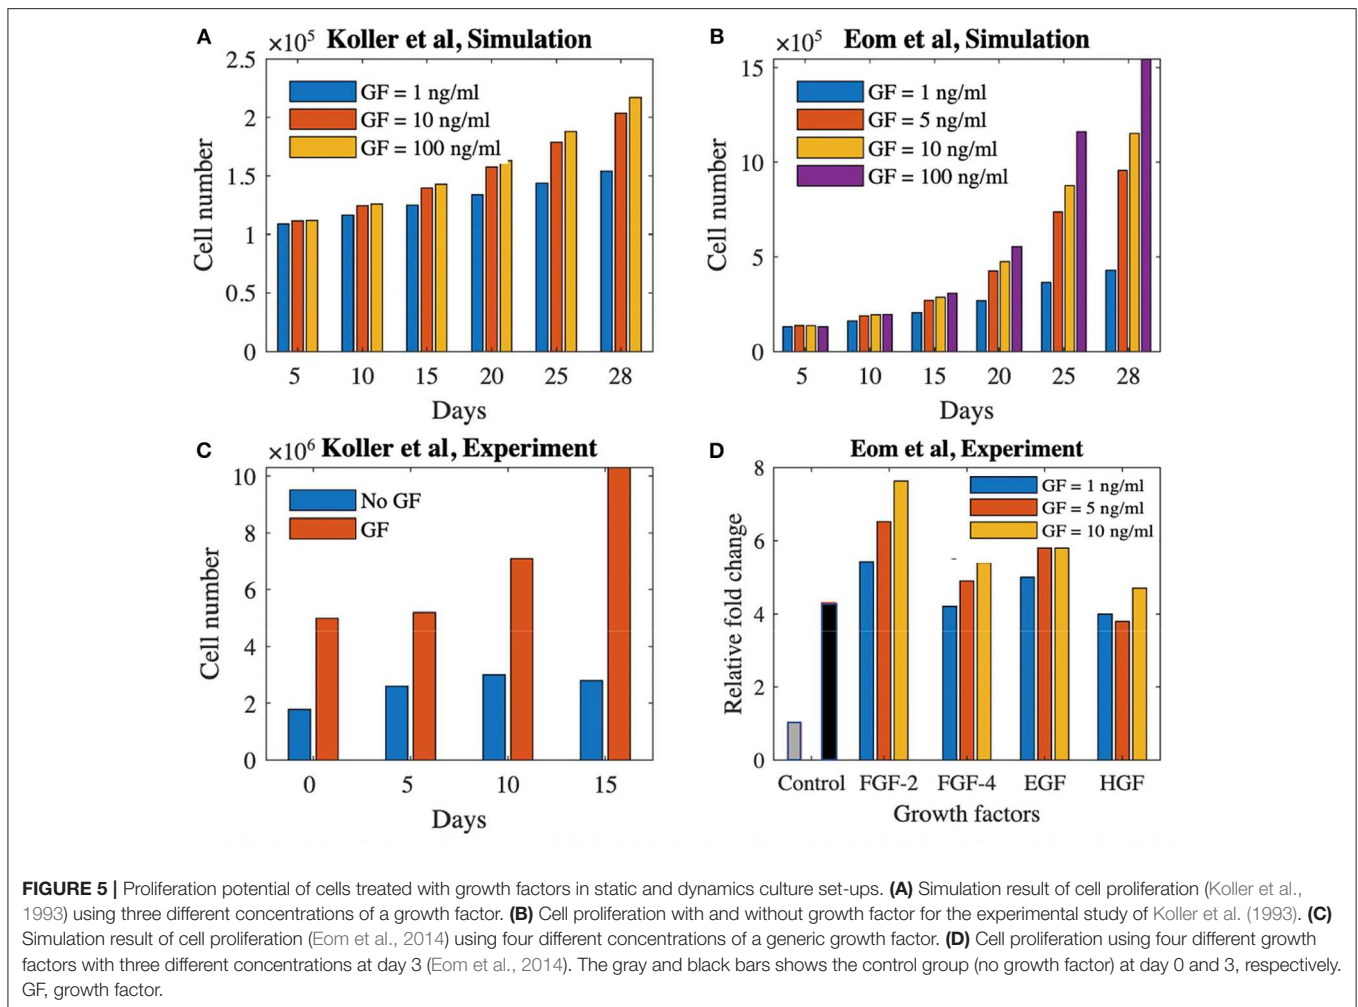 A
×10⁵ Koller et al, Simulation
2.5
2
1.5
1
0.5
0
Cell number
GF = 1 ng/ml
GF = 10 ng/ml
GF = 100 ng/ml
5 10 15 20 25 28
Days
B
×10⁵ Eom et al, Simulation
15
10
5
0
Cell number
GF = 1 ng/ml
GF = 5 ng/ml
GF = 10 ng/ml
GF = 100 ng/ml
5 10 15 20 25 28
Days
C
×10⁶ Koller et al, Experiment
10
8
6
4
2
0
Cell number
No GF
GF
0 5 10 15
Days
D
Eom et al, Experiment
8
6
4
2
0
Relative fold change
GF = 1 ng/ml
GF = 5 ng/ml
GF = 10 ng/ml
Control FGF-2 FGF-4 EGF HGF
Growth factors
FIGURE 5 | Proliferation potential of cells treated with growth factors in static and dynamics culture set-ups. (A) Simulation result of cell proliferation (Koller et al.,
1993) using three different concentrations of a growth factor. (B) Cell proliferation with and without growth factor for the experimental study of Koller et al. (1993). (C)
Simulation result of cell proliferation (Eom et al., 2014) using four different concentrations of a generic growth factor. (D) Cell proliferation using four different growth
factors with three different concentrations at day 3 (Eom et al., 2014). The gray and black bars shows the control group (no growth factor) at day 0 and 3, respectively.
GF, growth factor.